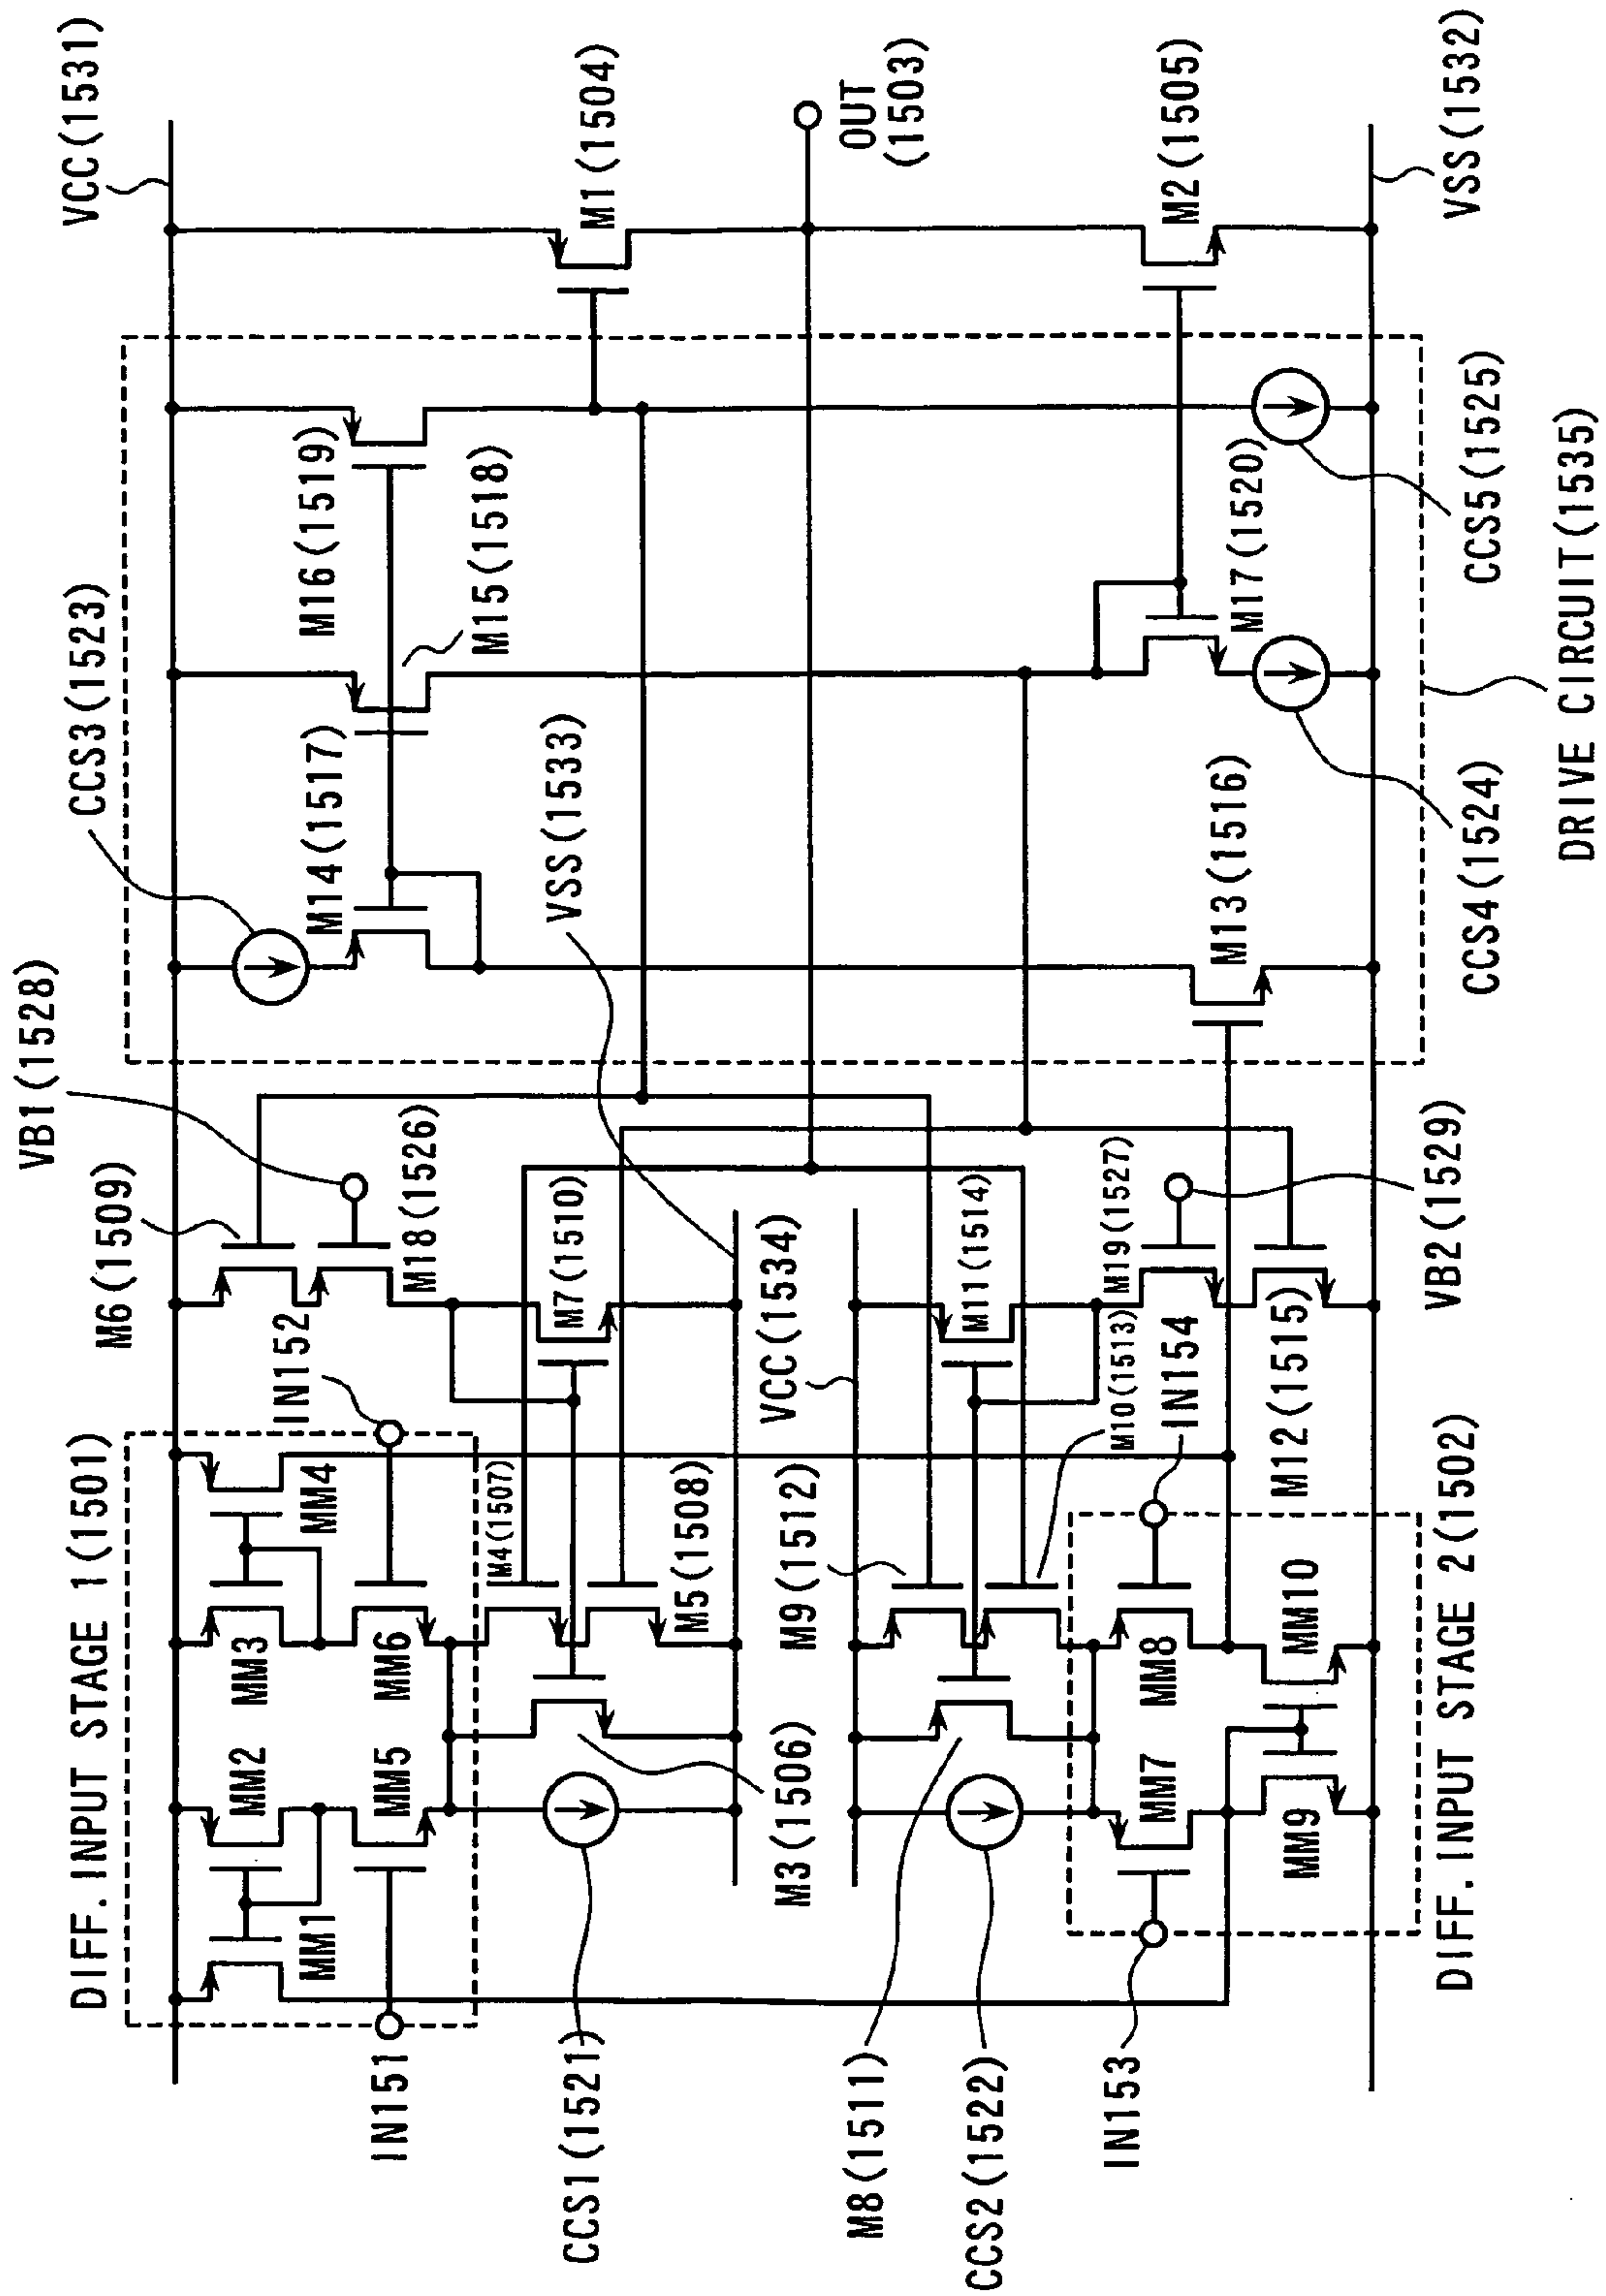 VCC(1531)
M1(1504)
OUT
(1503)
M2(1505)
VSS(1532)
CCS3(1523)
M16(1519)
M15(1518)
M14(1517)
VSS(1533)
M17(1520)
CCS5(1525)
M13(1516)
CCS4(1524)
DRIVE CIRCUIT(1535)
VB1(1528)
M6(1509)
M18(1526)
IN152
M7(1510)
VCC(1534)
M11(1514)
M19(1527)
M10(1513)
IN154
M12(1515)
VB2(1529)
DIFF.INPUT STAGE 1(1501)
MM4
MM3
MM6
M4(1507)
M5(1508)
MM2
MM5
MM1
M3(1506)
M9(1512)
MM8
MM10
MM7
MM9
DIFF.INPUT STAGE 2(1502)
IN151
CCS1(1521)
M8(1511)
CCS2(1522)
IN153